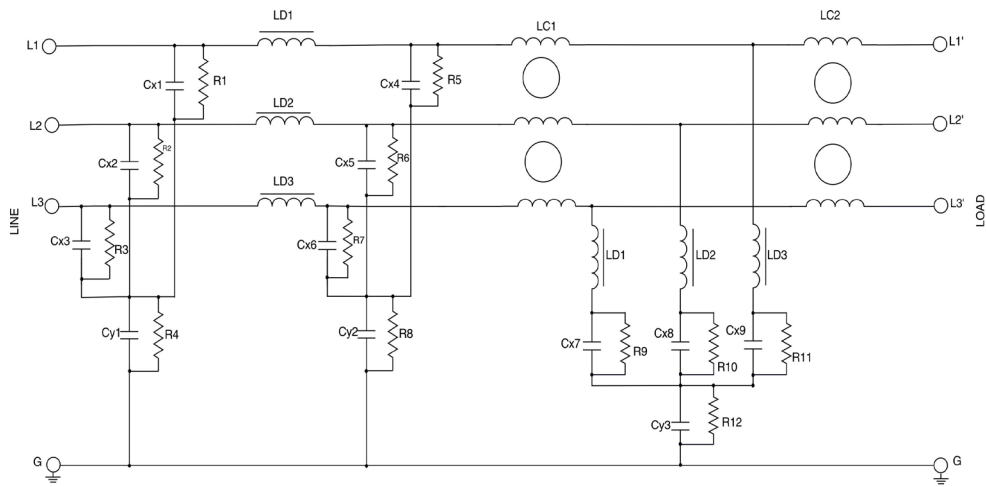 LD1
LC1
LC2
L1
L1'
Cx1
R1
Cx4
R5
LD2
L2
L2'
Cx2
R2
Cx5
R6
LD3
L3
L3'
LINE
LOAD
Cx3
R3
Cx6
R7
LD1
LD2
LD3
Cy1
R4
Cy2
R8
Cx7
R9
Cx8
R10
Cx9
R11
Cy3
R12
G
G